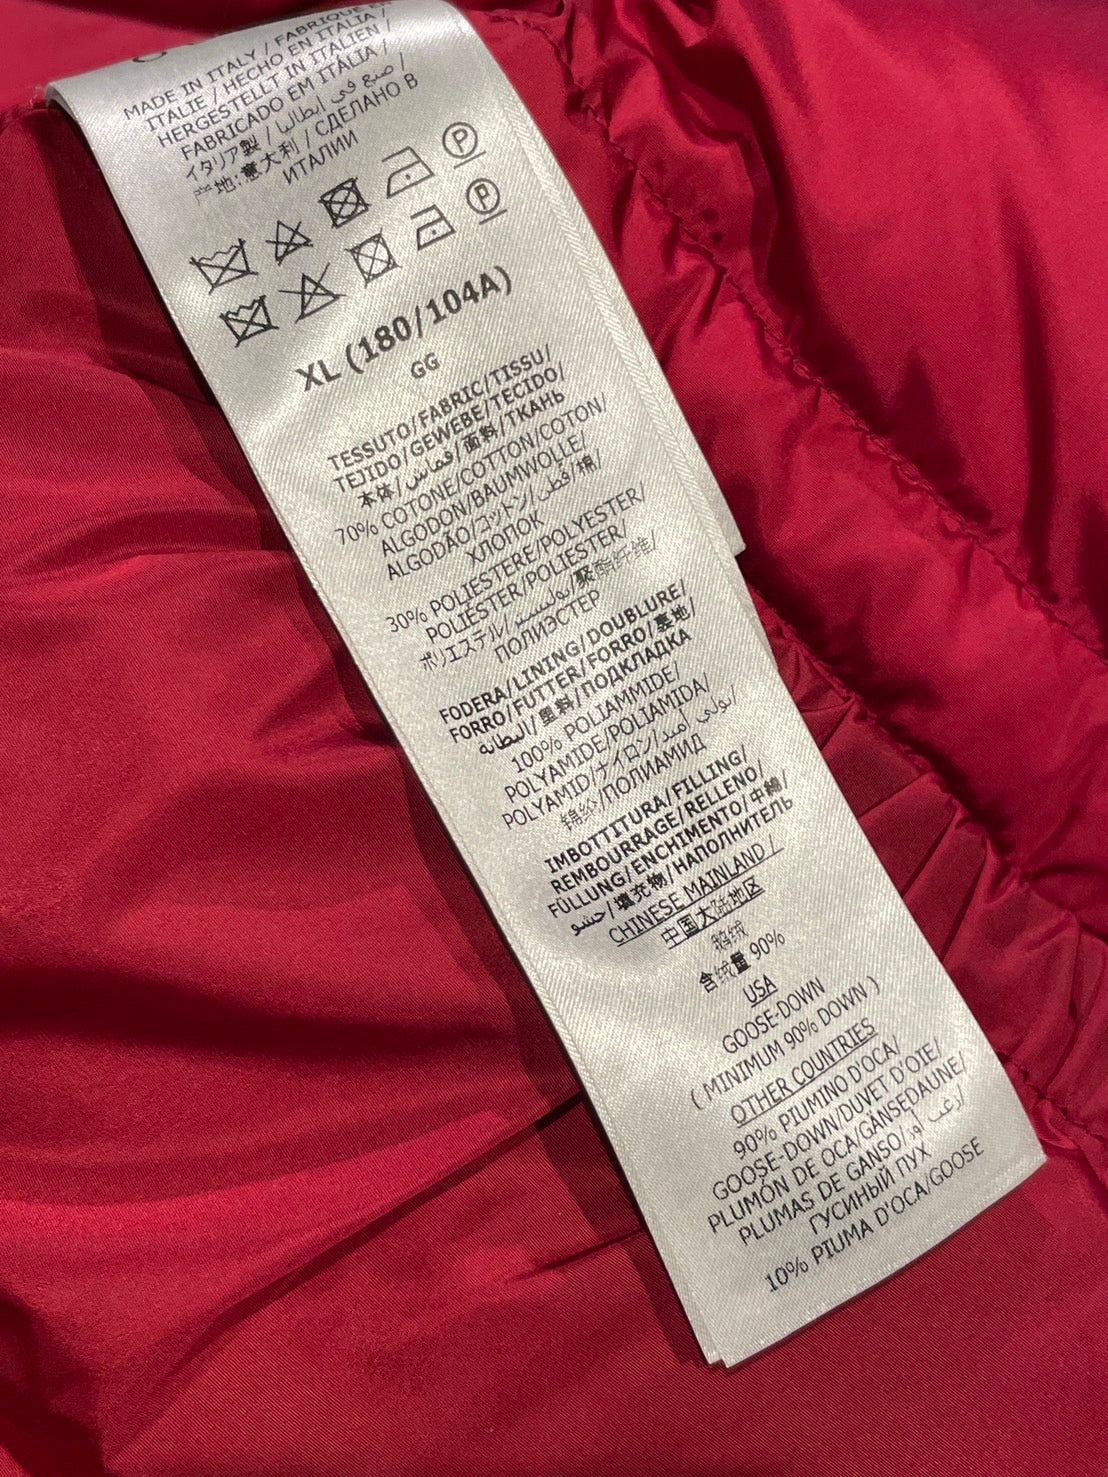 MADE IN ITALY / FABRIQUE EN
ITALIE / HECHO EN ITALIA /
HERGESTELLT IN ITALIEN /
FABRICADO EM ITÁLIA /
イタリア製 / صنع في إيطاليا /
产地:意大利 / СДЕЛАНО В
ИТАЛИИ
XL (180/104A)
GG
TESSUTO/FABRIC/TISSU/
TEJIDO/GEWEBE/TECIDO/
本体/قماش/面料/ТКАНЬ
70% COTONE/COTTON/COTON/
ALGODON/BAUMWOLLE/
ALGODÃO/コットン/قطن/棉/
ХЛОПОК
30% POLIESTERE/POLYESTER/
POLIÉSTER/POLIESTER/
ポリエステル/بوليستر/聚酯纤维/
ПОЛИЭСТЕР
FODERA/LINING/DOUBLURE/
FORRO/FUTTER/FORRO/裏地/
البطانة/里料/ПОДКЛАДКА
100% POLIAMMIDE/
POLYAMIDE/POLIAMIDA/
POLYAMID/ナイロン/بولي أميد/
锦纶/ПОЛИАМИД
IMBOTTITURA/FILLING/
REMBOURRAGE/RELLENO/
FÜLLUNG/ENCHIMENTO/中綿/
حشو/填充物/НАПОЛНИТЕЛЬ
CHINESE MAINLAND /
中国大陆地区
鹅绒
含绒量 90%
USA
GOOSE-DOWN
( MINIMUM 90% DOWN )
OTHER COUNTRIES
90% PIUMINO D'OCA/
GOOSE-DOWN/DUVET D'OIE/
PLUMÓN DE OCA/GÄNSEDAUNE/
PLUMAS DE GANSO/زغب أوز/
ГУСИНЫЙ ПУХ
10% PIUMA D'OCA/GOOSE